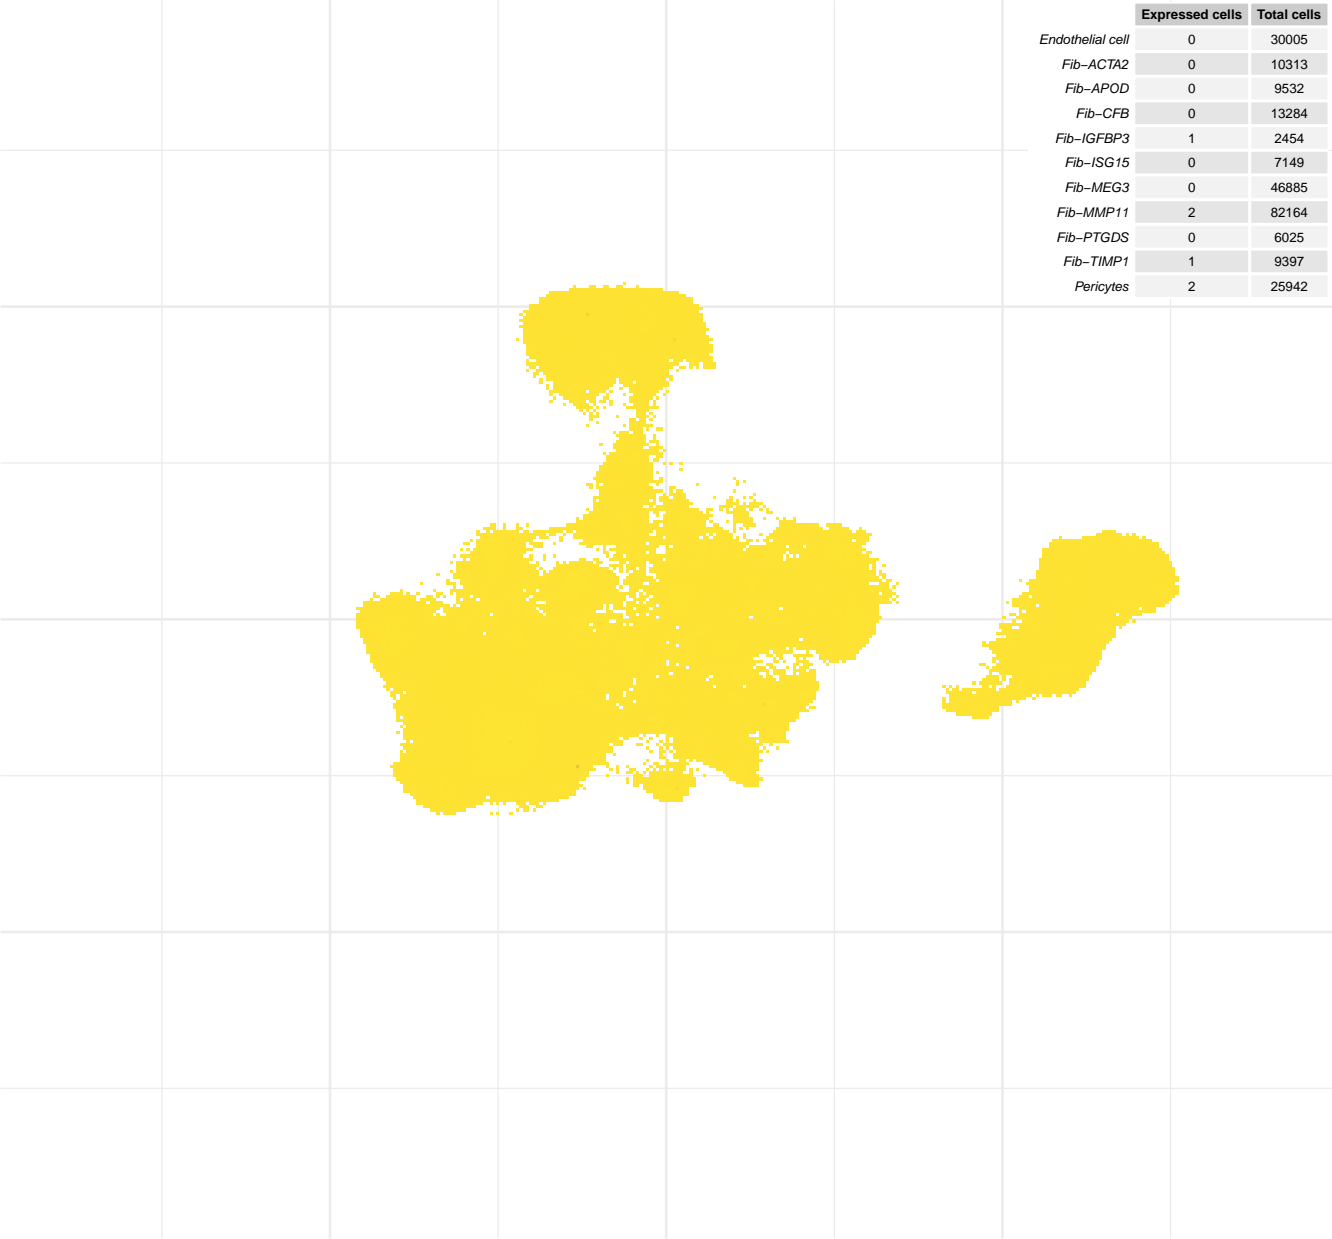 Expressed cells Total cells
Endothelial cell 0 30005
Fib−ACTA2 0 10313
Fib−APOD 0 9532
Fib−CFB 0 13284
Fib−IGFBP3 1 2454
Fib−ISG15 0 7149
Fib−MEG3 0 46885
Fib−MMP11 2 82164
Fib−PTGDS 0 6025
Fib−TIMP1 1 9397
Pericytes 2 25942